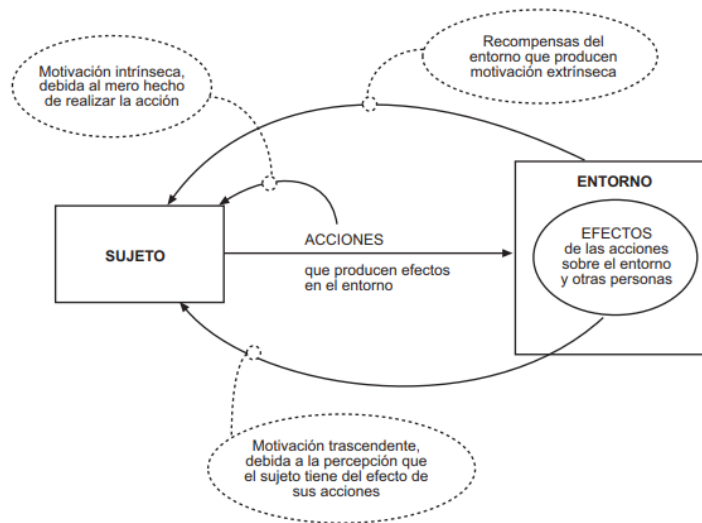 Recompensas del
entorno que producen
motivación extrínseca
Motivación intrínseca,
debida al mero hecho
de realizar la acción
ENTORNO
SUJETO
ACCIONES
que producen efectos
en el entorno
EFECTOS
de las acciones
sobre el entorno
y otras personas
Motivación trascendente,
debida a la percepción que
el sujeto tiene del efecto de
sus acciones